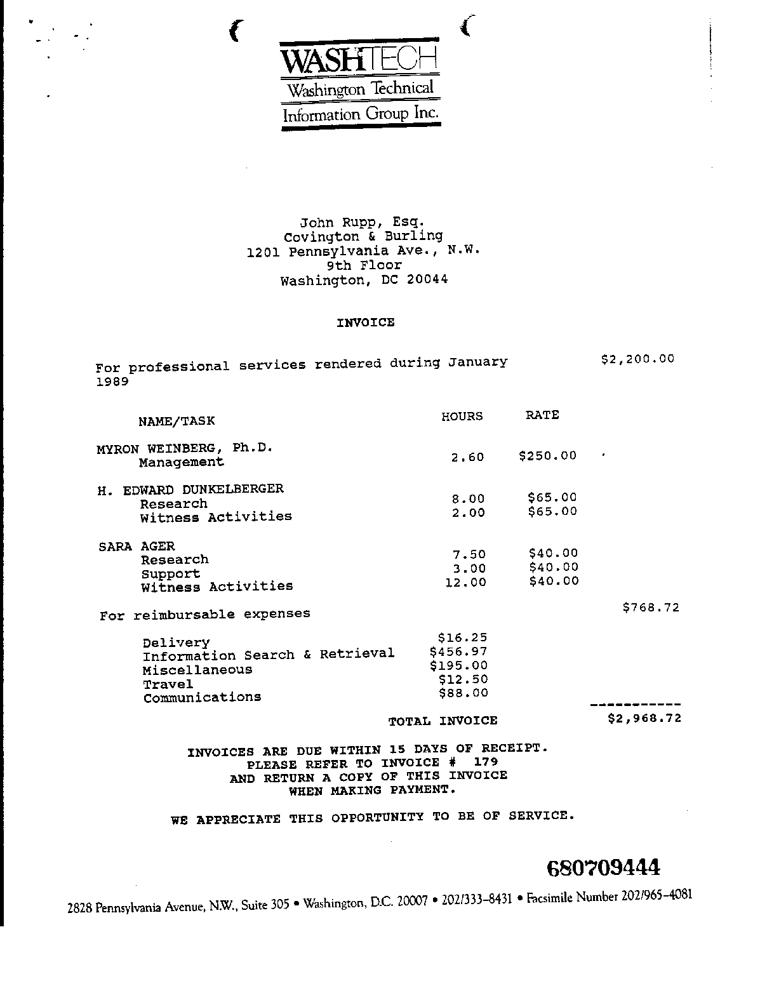 WASHTECH
Washington Technical
Information Group Inc.
John Rupp, Esq.
Covington & Burling
1201 Pennsylvania Ave., N.W.
9th Floor
Washington, DC 20044
INVOICE
For professional services rendered during January $2,200.00
1989
NAME/TASK HOURS RATE
MYRON WEINBERG, Ph.D.
Management 2.60 $250.00
H. EDWARD DUNKELBERGER
Research 8.00 $65.00
Witness Activities 2.00 $65.00
SARA AGER
Research 7.50 $40.00
Support 3.00 $40.00
Witness Activities 12.00 $40.00
For reimbursable expenses $768.72
Delivery $16.25
Information Search & Retrieval $456.97
Miscellaneous $195.00
Travel $12.50
Communications $88.00
-----------
TOTAL INVOICE $2,968.72
INVOICES ARE DUE WITHIN 15 DAYS OF RECEIPT.
PLEASE REFER TO INVOICE # 179
AND RETURN A COPY OF THIS INVOICE
WHEN MAKING PAYMENT.
WE APPRECIATE THIS OPPORTUNITY TO BE OF SERVICE.
680709444
2828 Pennsylvania Avenue, N.W., Suite 305 • Washington, D.C. 20007 • 202/333-8431 • Facsimile Number 202/965-4081